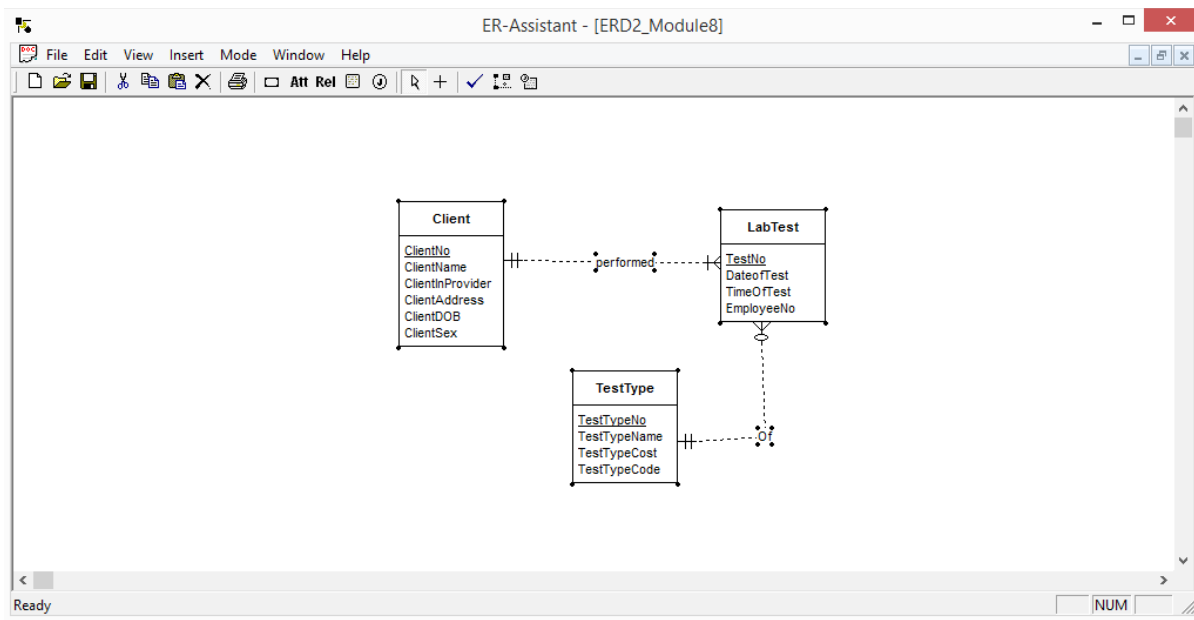 ER-Assistant - [ERD2_Module8]
DOC File Edit View Insert Mode Window Help
Att Rel J
Client
ClientNo
ClientName
ClientInProvider
ClientAddress
ClientDOB
ClientSex
performed
LabTest
TestNo
DateofTest
TimeOfTest
EmployeeNo
TestType
TestTypeNo
TestTypeName
TestTypeCost
TestTypeCode
Of
Ready NUM